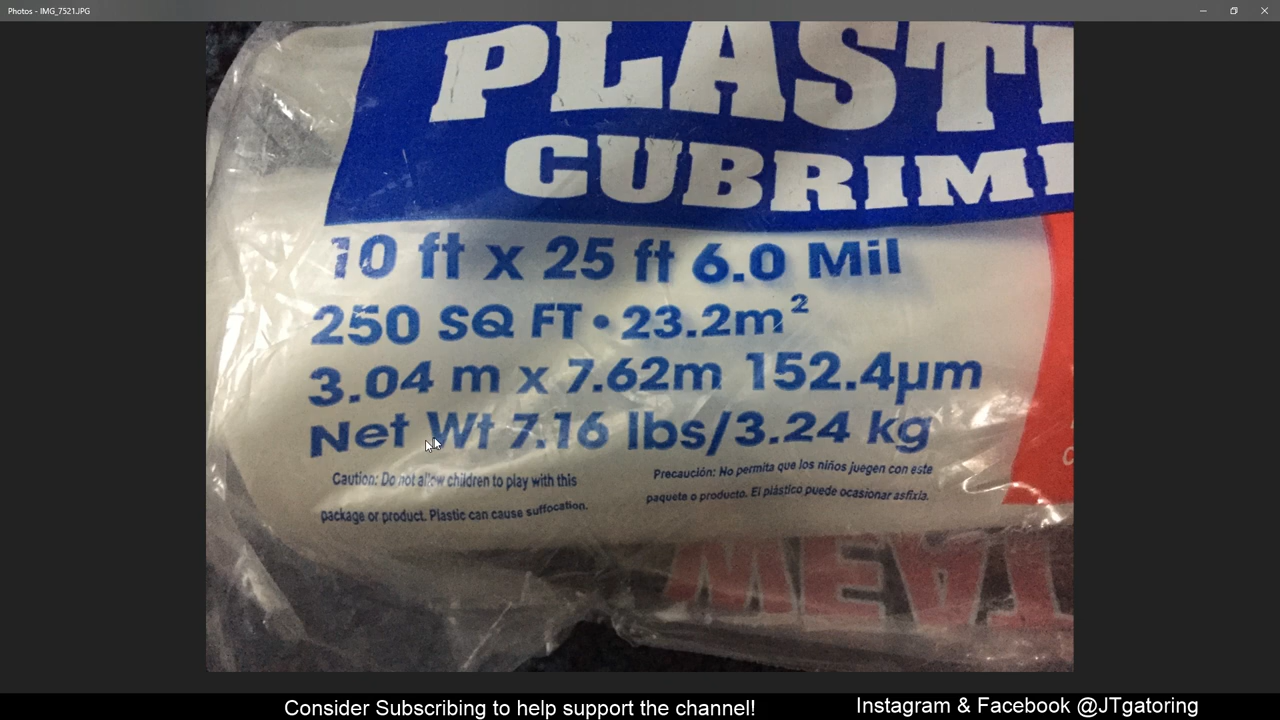 Photos - IMG_7521.JPG
PLASTI
CUBRIMI
10 ft x 25 ft 6.0 Mil
250 SQ FT • 23.2m²
3.04 m x 7.62m 152.4µm
Net Wt 7.16 lbs/3.24 kg
Caution: Do not allow children to play with this
package or product. Plastic can cause suffocation.
Precaución: No permita que los niños juegen con este
paquete o producto. El plástico puede ocasionar asfixia.
Consider Subscribing to help support the channel!
Instagram & Facebook @JTgatoring